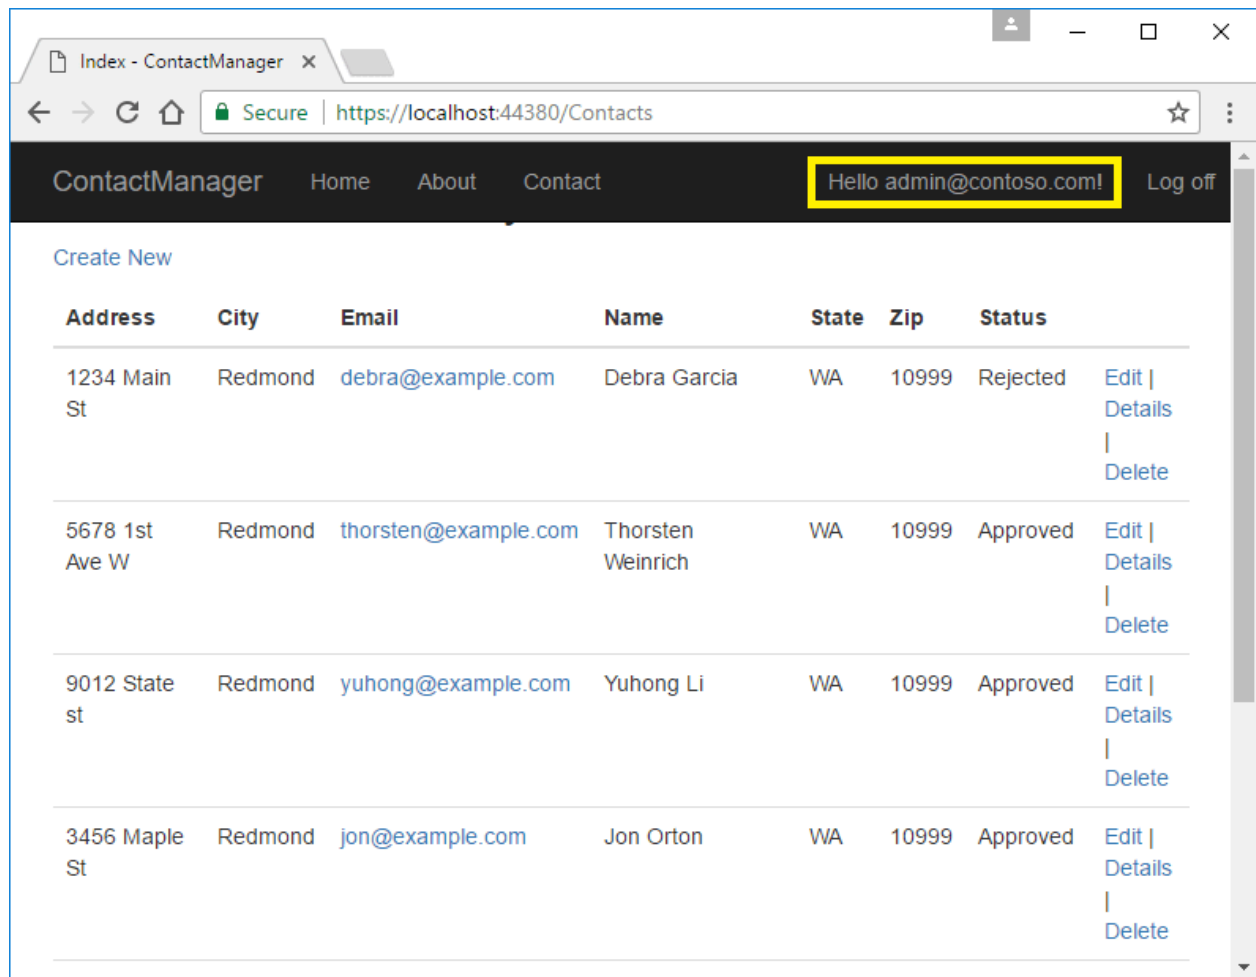 Index - ContactManager
Secure | https://localhost:44380/Contacts
ContactManager Home About Contact Hello admin@contoso.com! Log off
Create New
Address City Email Name State Zip Status
1234 Main St Redmond debra@example.com Debra Garcia WA 10999 Rejected Edit | Details | Delete
5678 1st Ave W Redmond thorsten@example.com Thorsten Weinrich WA 10999 Approved Edit | Details | Delete
9012 State st Redmond yuhong@example.com Yuhong Li WA 10999 Approved Edit | Details | Delete
3456 Maple St Redmond jon@example.com Jon Orton WA 10999 Approved Edit | Details | Delete